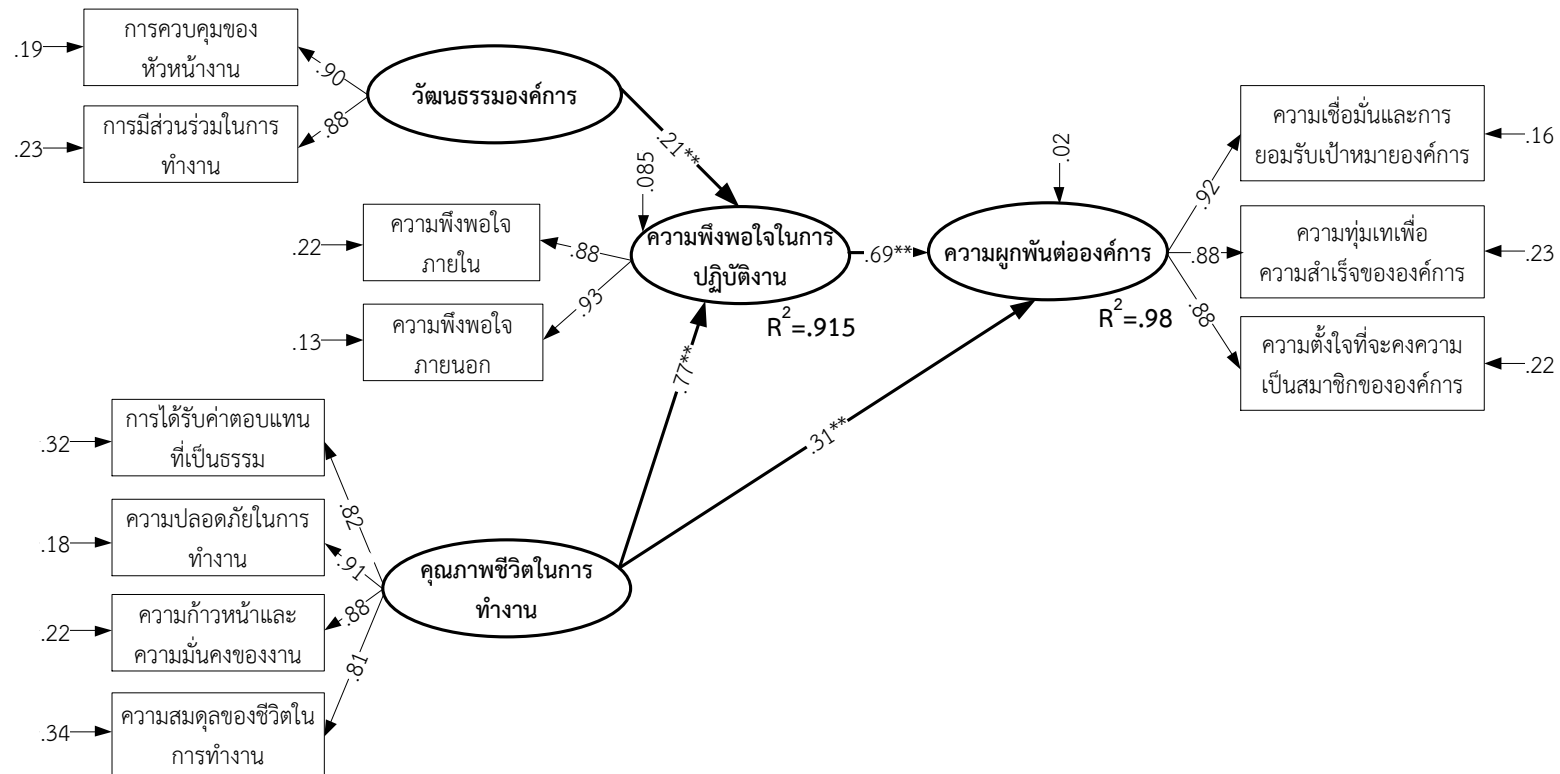 การควบคุมของ
หัวหน้างาน
.19
.90
วัฒนธรรมองค์การ
การมีส่วนร่วมในการ
ทำงาน
.23
.88
.21**
.085
.02
ความเชื่อมั่นและการ
ยอมรับเป้าหมายองค์การ
.16
.92
ความพึงพอใจ
ภายใน
.22
.88
ความพึงพอใจในการ
ปฏิบัติงาน
R²=.915
.69**
ความผูกพันต่อองค์การ
R²=.98
.88
ความทุ่มเทเพื่อ
ความสำเร็จขององค์การ
.23
ความพึงพอใจ
ภายนอก
.13
.93
.88
ความตั้งใจที่จะคงความ
เป็นสมาชิกขององค์การ
.22
.77**
.31**
การได้รับค่าตอบแทน
ที่เป็นธรรม
.32
.82
ความปลอดภัยในการ
ทำงาน
.18
.91
คุณภาพชีวิตในการ
ทำงาน
ความก้าวหน้าและ
ความมั่นคงของงาน
.22
.88
ความสมดุลของชีวิตใน
การทำงาน
.34
.81